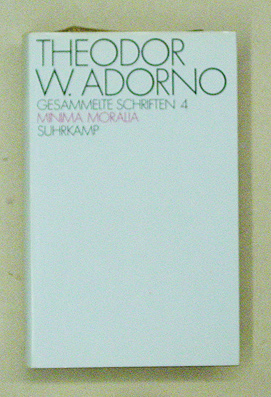 THEODOR
W. ADORNO
GESAMMELTE SCHRIFTEN 4
MINIMA MORALIA
SUHRKAMP